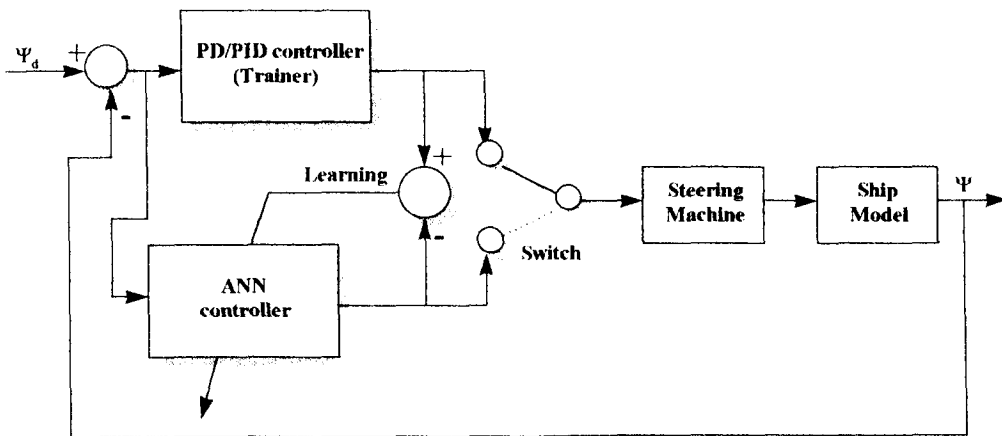 Ψd
+
-
PD/PID controller
(Trainer)
Learning
+
-
Switch
Steering
Machine
Ship
Model
Ψ
ANN
controller